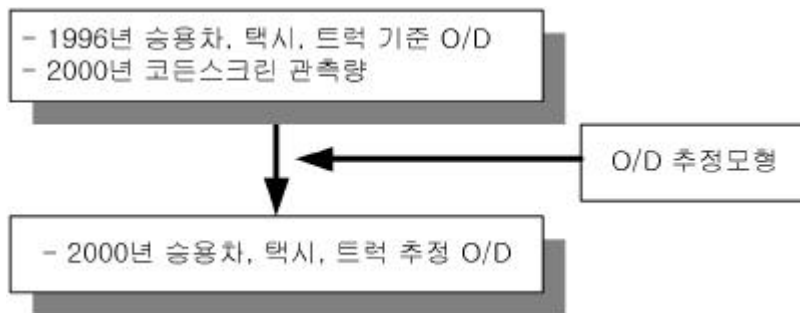 - 1996년 승용차, 택시, 트럭 기준 O/D
- 2000년 코든스크린 관측량
O/D 추정모형
- 2000년 승용차, 택시, 트럭 추정 O/D